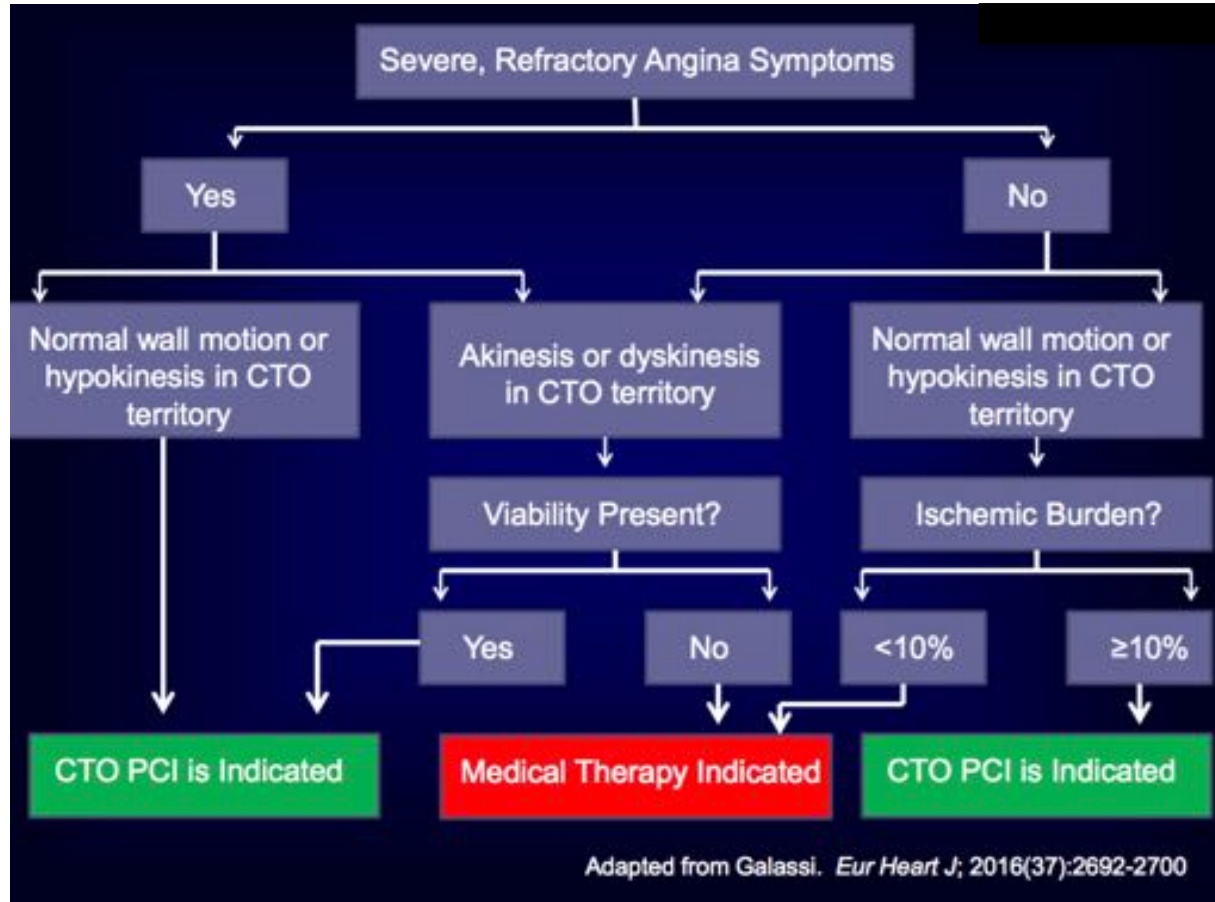 Severe, Refractory Angina Symptoms
Yes
No
Normal wall motion or
hypokinesis in CTO
territory
Akinesis or dyskinesis
in CTO territory
Normal wall motion or
hypokinesis in CTO
territory
Viability Present?
Ischemic Burden?
Yes
No
<10%
≥10%
CTO PCI is Indicated
Medical Therapy Indicated
CTO PCI is Indicated
Adapted from Galassi. Eur Heart J; 2016(37):2692-2700